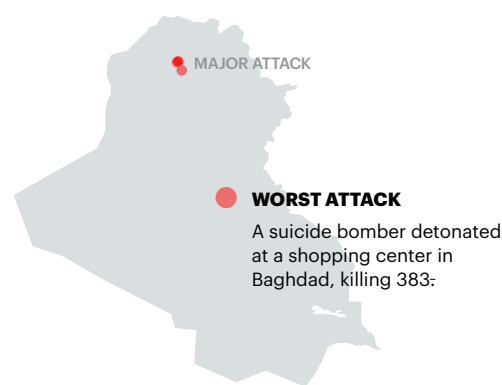 MAJOR ATTACK
WORST ATTACK
A suicide bomber detonated
at a shopping center in
Baghdad, killing 383.